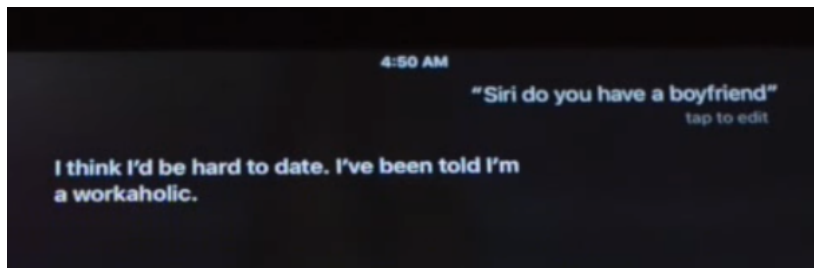 4:50 AM
“Siri do you have a boyfriend”
tap to edit
I think I’d be hard to date. I’ve been told I’m
a workaholic.